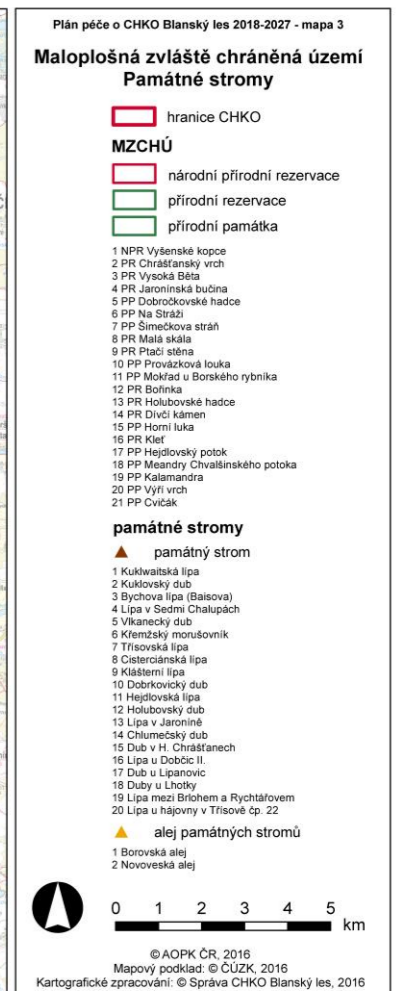 Plán péče o CHKO Blanský les 2018-2027 - mapa 3
Maloplošná zvláště chráněná území
Památné stromy
hranice CHKO
MZCHÚ
národní přírodní rezervace
přírodní rezervace
přírodní památka
1 NPR Vyšenské kopce
2 PR Chrášťanský vrch
3 PR Vysoká Běta
4 PR Jaronínská bučina
5 PP Dobročkovské hadce
6 PP Na Stráži
7 PP Šimečkova stráň
8 PR Malá skála
9 PR Ptačí stěna
10 PP Provázková louka
11 PP Mokřad u Borského rybníka
12 PR Bořinka
13 PR Holubovské hadce
14 PR Dívčí kámen
15 PP Horní luka
16 PR Kleť
17 PP Hejdlovský potok
18 PP Meandry Chvalšinského potoka
19 PP Kalamandra
20 PP Výří vrch
21 PP Cvičák
památné stromy
památný strom
1 Kuklwaitská lípa
2 Kuklovský dub
3 Bychova lípa (Baisova)
4 Lípa v Sedmi Chalupách
5 Vlkanecký dub
6 Křemžský morušovník
7 Třísovská lípa
8 Cisterciánská lípa
9 Klášterní lípa
10 Dobrkovický dub
11 Hejdlovská lípa
12 Holubovský dub
13 Lípa v Jaroníně
14 Chlumečský dub
15 Dub v H. Chrášťanech
16 Lípa u Dobčic II.
17 Dub u Lipanovic
18 Duby u Lhotky
19 Lípa mezi Brlohem a Rychtářovem
20 Lípa u hájovny v Třísově čp. 22
alej památných stromů
1 Borovská alej
2 Novoveská alej
0 1 2 3 4 5
km
© AOPK ČR, 2016
Mapový podklad: © ČÚZK, 2016
Kartografické zpracování: © Správa CHKO Blanský les, 2016